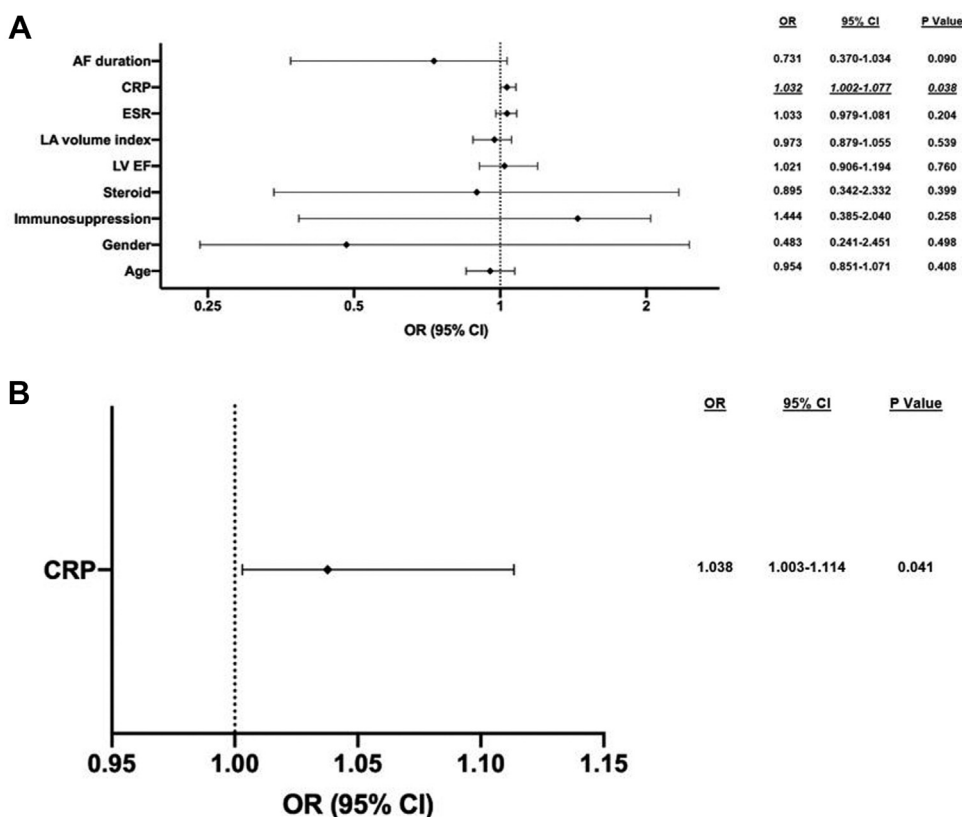 A
OR 95% CI P Value
AF duration 0.731 0.370-1.034 0.090
CRP 1.032 1.002-1.077 0.038
ESR 1.033 0.979-1.081 0.204
LA volume index 0.973 0.879-1.055 0.539
LV EF 1.021 0.906-1.194 0.760
Steroid 0.895 0.342-2.332 0.399
Immunosuppression 1.444 0.385-2.040 0.258
Gender 0.483 0.241-2.451 0.498
Age 0.954 0.851-1.071 0.408
0.25 0.5 1 2
OR (95% CI)
B
OR 95% CI P Value
CRP 1.038 1.003-1.114 0.041
0.95 1.00 1.05 1.10 1.15
OR (95% CI)